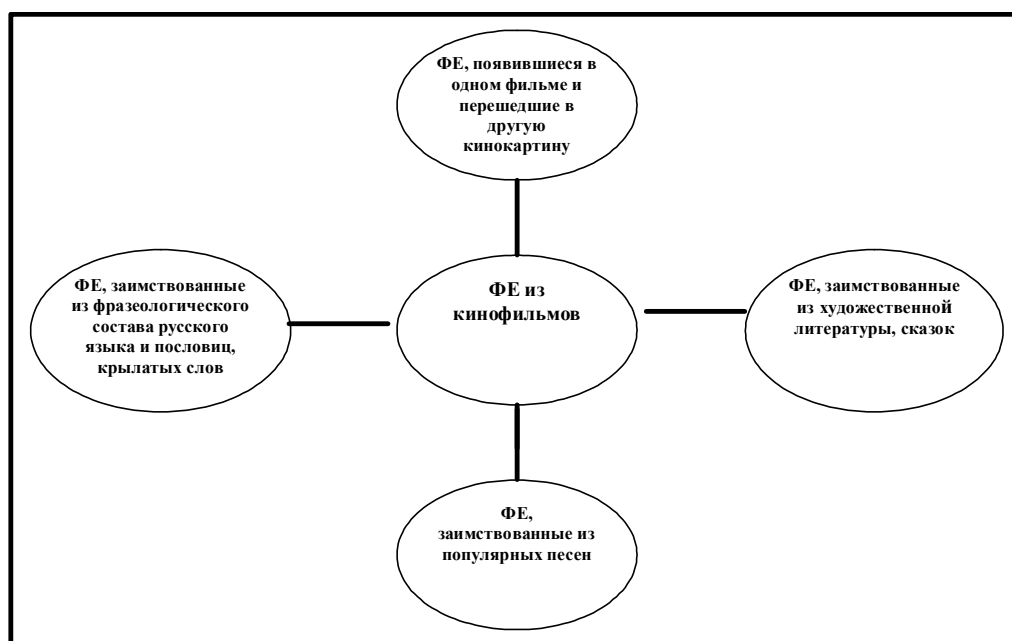 ФЕ, появившиеся в
одном фильме и
перешедшие в
другую
кинокартину
ФЕ, заимствованные
из фразеологического
состава русского
языка и пословиц,
крылатых слов
ФЕ из
кинофильмов
ФЕ, заимствованные
из художественной
литературы, сказок
ФЕ,
заимствованные из
популярных песен